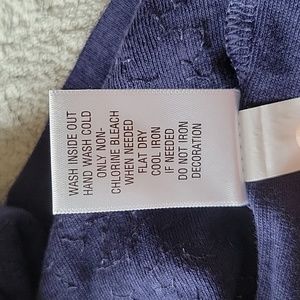 WASH INSIDE OUT
HAND WASH COLD
ONLY NON-
CHLORINE BLEACH
WHEN NEEDED
FLAT DRY
COOL IRON
IF NEEDED
DO NOT IRON
DECORATION